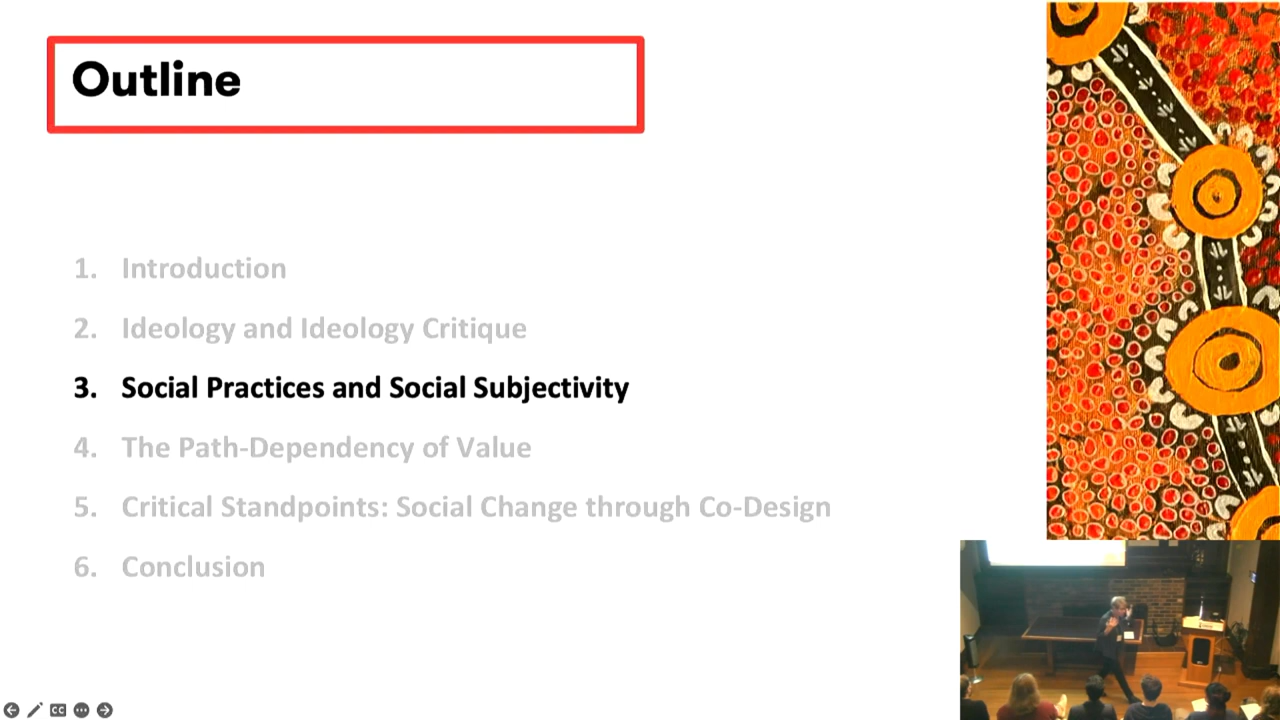 Outline
1. Introduction
2. Ideology and Ideology Critique
3. Social Practices and Social Subjectivity
4. The Path-Dependency of Value
5. Critical Standpoints: Social Change through Co-Design
6. Conclusion
CC